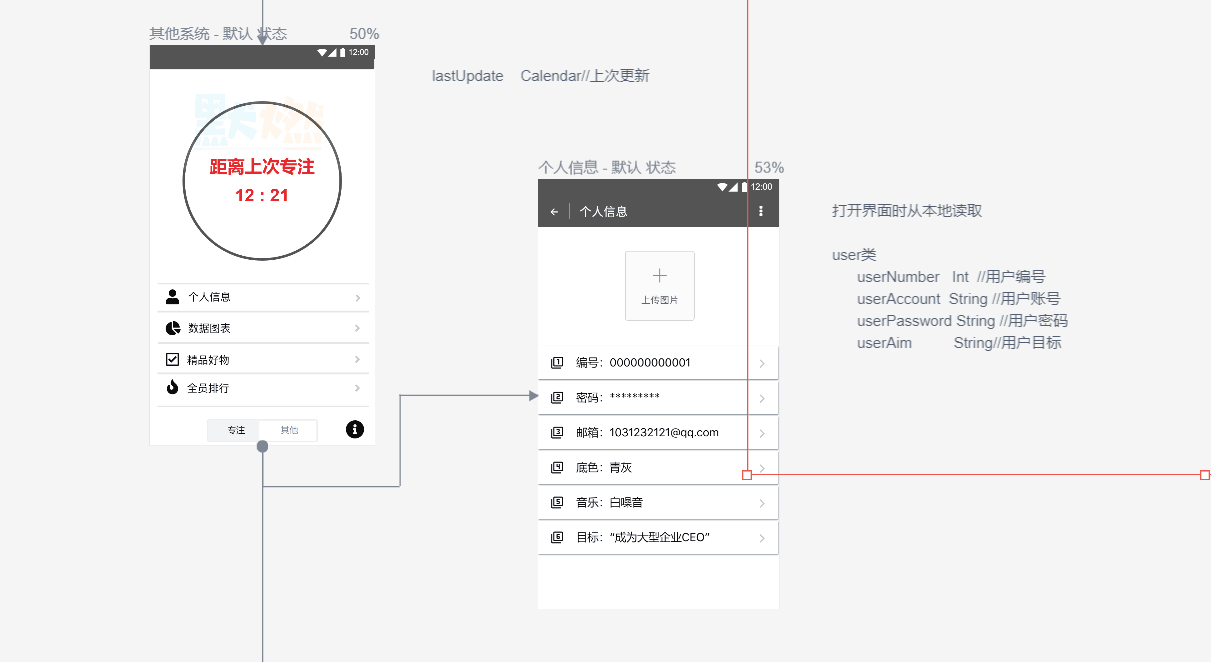 其他系统 - 默认 状态 50%
12:00
默燃
距离上次专注
12 : 21
个人信息
数据图表
精品好物
全员排行
专注 其他
lastUpdate Calendar//上次更新
个人信息 - 默认 状态 53%
12:00
个人信息
上传图片
编号：000000000001
密码：*********
邮箱：1031232121@qq.com
底色：青灰
音乐：白噪音
目标：“成为大型企业CEO”
打开界面时从本地读取
user类
userNumber Int //用户编号
userAccount String //用户账号
userPassword String //用户密码
userAim String//用户目标